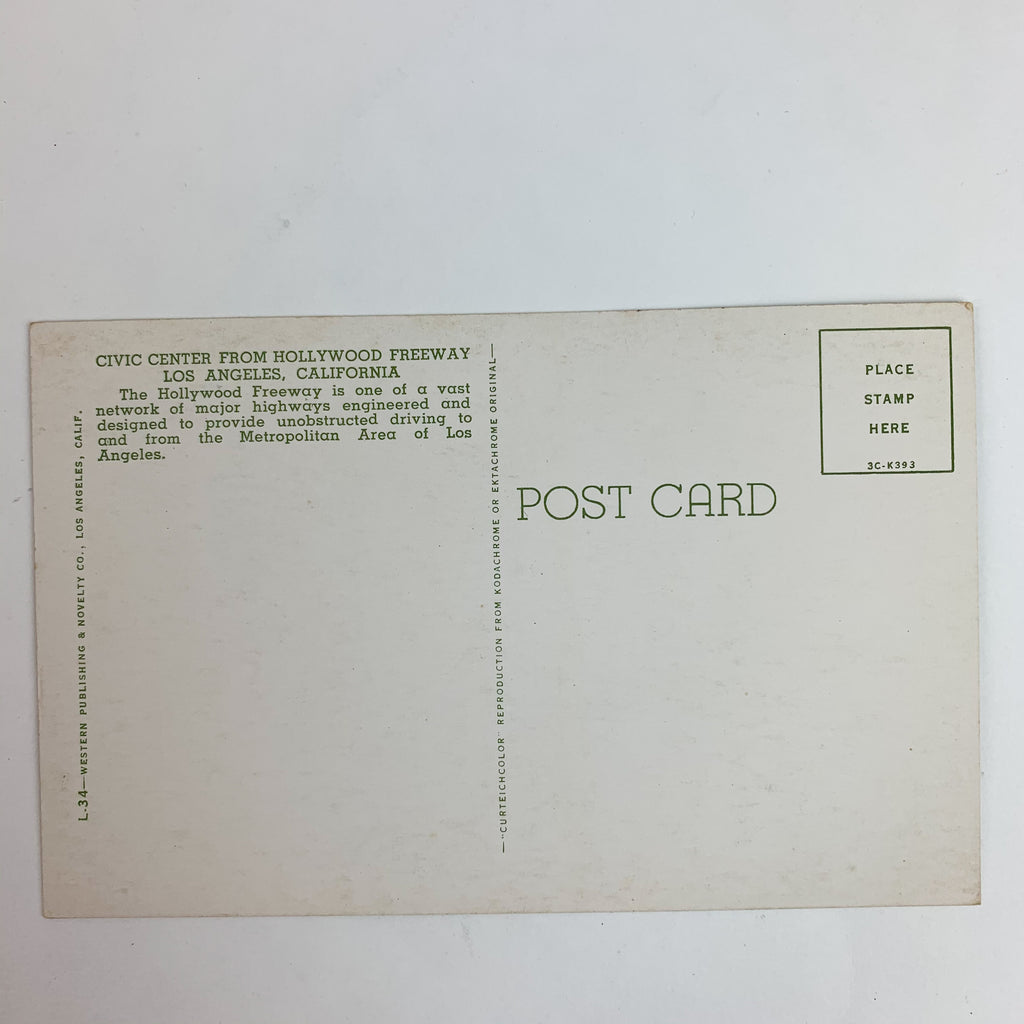 CIVIC CENTER FROM HOLLYWOOD FREEWAY
LOS ANGELES, CALIFORNIA
The Hollywood Freeway is one of a vast
network of major highways engineered and
designed to provide unobstructed driving to
and from the Metropolitan Area of Los
Angeles.
L-34—WESTERN PUBLISHING & NOVELTY CO., LOS ANGELES, CALIF.
—"CURTEICHCOLOR" REPRODUCTION FROM KODACHROME OR EKTACHROME ORIGINAL—
POST CARD
PLACE
STAMP
HERE
3C-K393